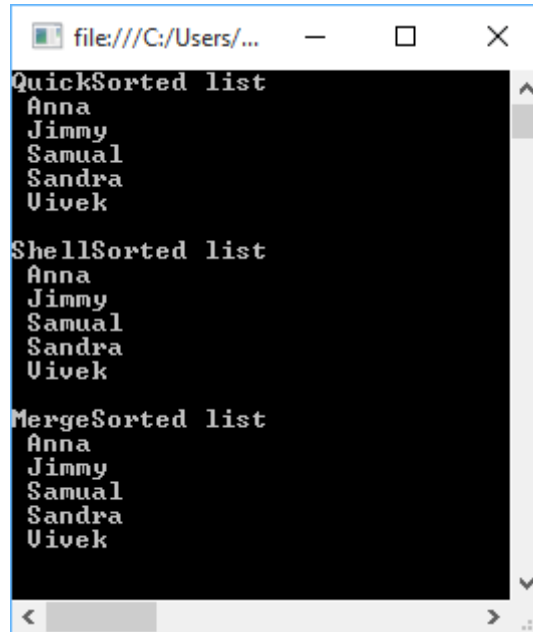 file:///C:/Users/...
QuickSorted list
Anna
Jimmy
Samual
Sandra
Vivek
ShellSorted list
Anna
Jimmy
Samual
Sandra
Vivek
MergeSorted list
Anna
Jimmy
Samual
Sandra
Vivek